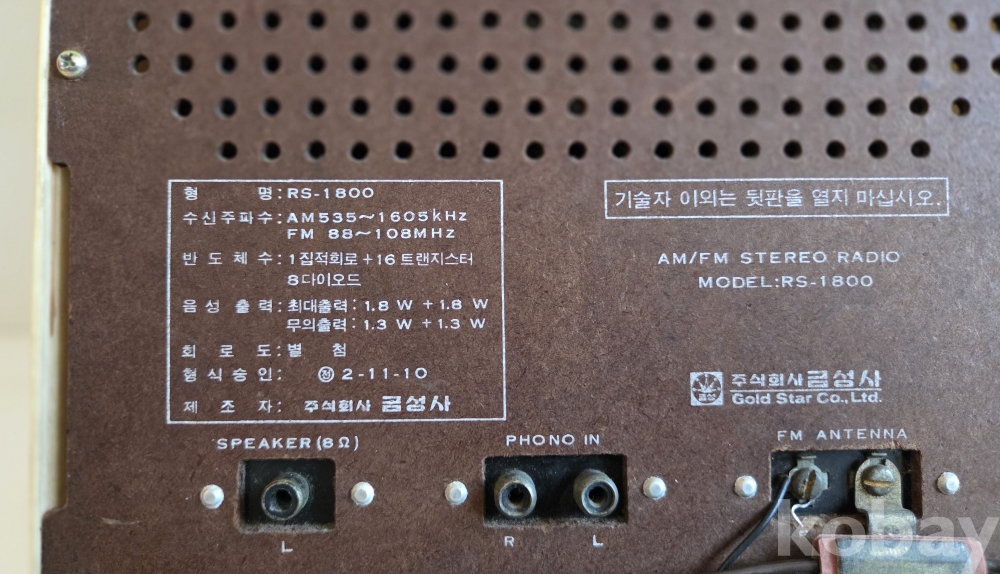 형 명:RS-1800
수신주파수:AM535~1605kHz
FM 88~108MHz
반 도 체 수:1집적회로+16트랜지스터
8다이오드
음 성 출 력:최대출력:1.8 W +1.8 W
무의출력:1.3 W +1.3 W
회 로 도:별 첨
형 식 승 인: 전 2-11-10
제 조 자: 주식회사 금성사
기술자 이외는 뒷판을 열지 마십시오.
AM/FM STEREO RADIO
MODEL:RS-1800
금성
주식회사 금성사
Gold Star Co.,Ltd.
SPEAKER(8Ω)
PHONO IN
FM ANTENNA
L
R L
kobay